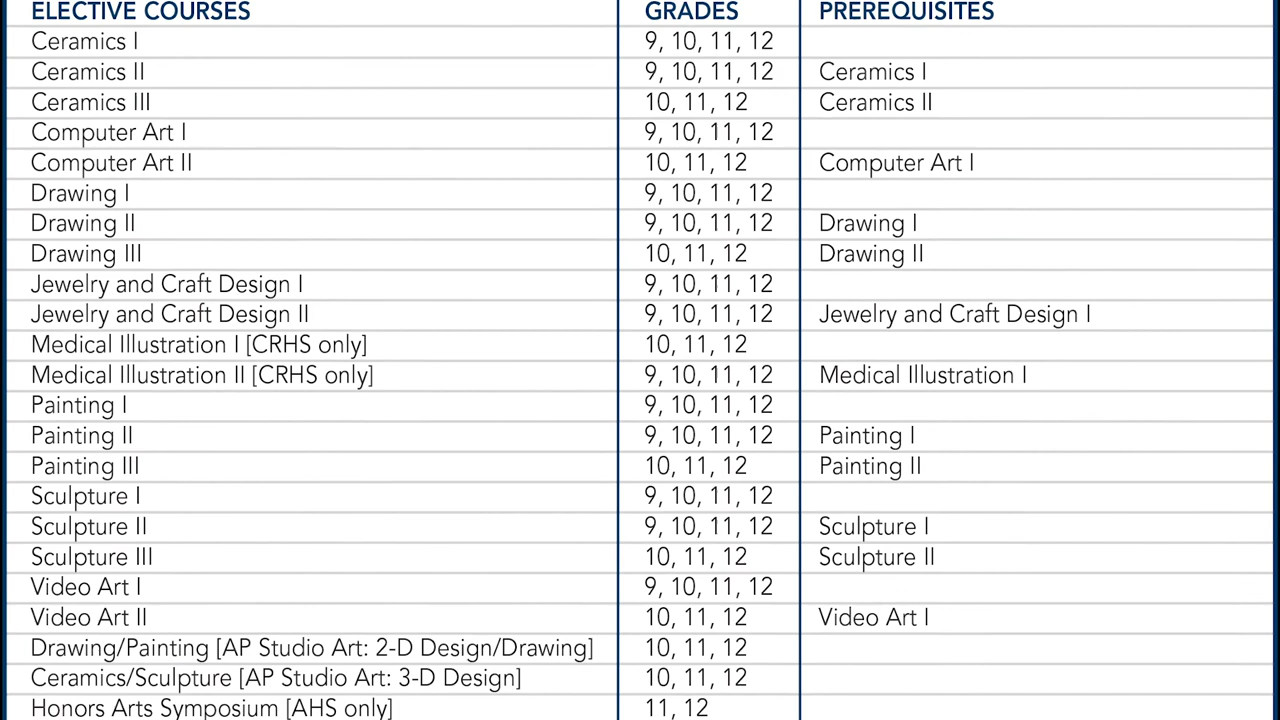 ELECTIVE COURSES GRADES PREREQUISITES
Ceramics I 9, 10, 11, 12
Ceramics II 9, 10, 11, 12 Ceramics I
Ceramics III 10, 11, 12 Ceramics II
Computer Art I 9, 10, 11, 12
Computer Art II 10, 11, 12 Computer Art I
Drawing I 9, 10, 11, 12
Drawing II 9, 10, 11, 12 Drawing I
Drawing III 10, 11, 12 Drawing II
Jewelry and Craft Design I 9, 10, 11, 12
Jewelry and Craft Design II 9, 10, 11, 12 Jewelry and Craft Design I
Medical Illustration I [CRHS only] 10, 11, 12
Medical Illustration II [CRHS only] 9, 10, 11, 12 Medical Illustration I
Painting I 9, 10, 11, 12
Painting II 9, 10, 11, 12 Painting I
Painting III 10, 11, 12 Painting II
Sculpture I 9, 10, 11, 12
Sculpture II 9, 10, 11, 12 Sculpture I
Sculpture III 10, 11, 12 Sculpture II
Video Art I 9, 10, 11, 12
Video Art II 10, 11, 12 Video Art I
Drawing/Painting [AP Studio Art: 2-D Design/Drawing] 10, 11, 12
Ceramics/Sculpture [AP Studio Art: 3-D Design] 10, 11, 12
Honors Arts Symposium [AHS only] 11, 12